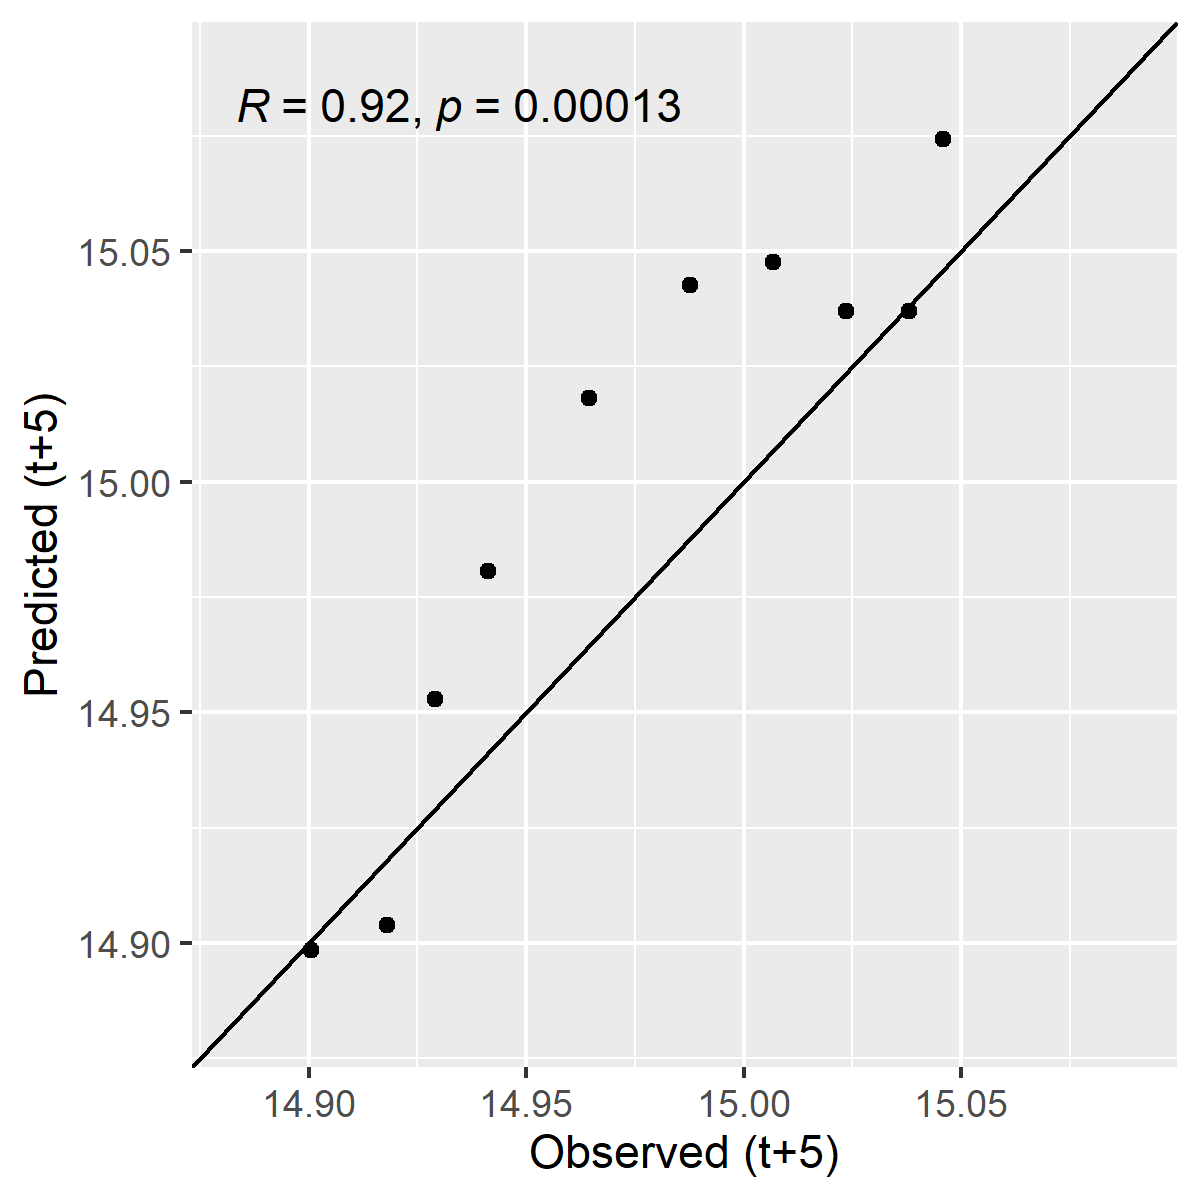 R = 0.92, p = 0.00013
15.05
15.00
14.95
14.90
Predicted (t+5)
14.90 14.95 15.00 15.05
Observed (t+5)